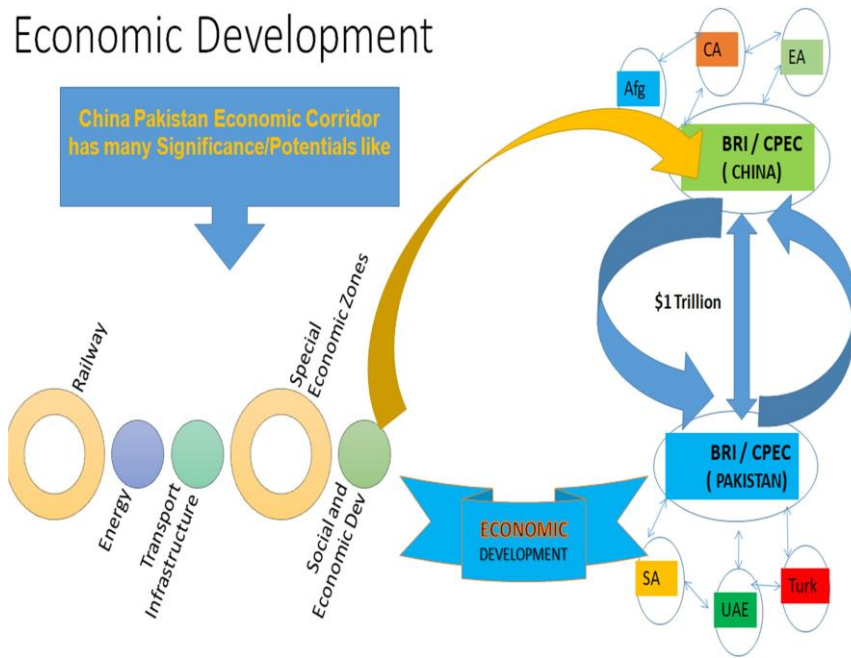 Economic Development
China Pakistan Economic Corridor
has many Significance/Potentials like
Railway
Energy
Transport
Infrastructure
Special
Economic Zones
Social and
Economic Dev
CA
EA
Afg
BRI / CPEC
( CHINA)
$1 Trillion
BRI / CPEC
( PAKISTAN)
ECONOMIC
DEVELOPMENT
SA
UAE
Turk